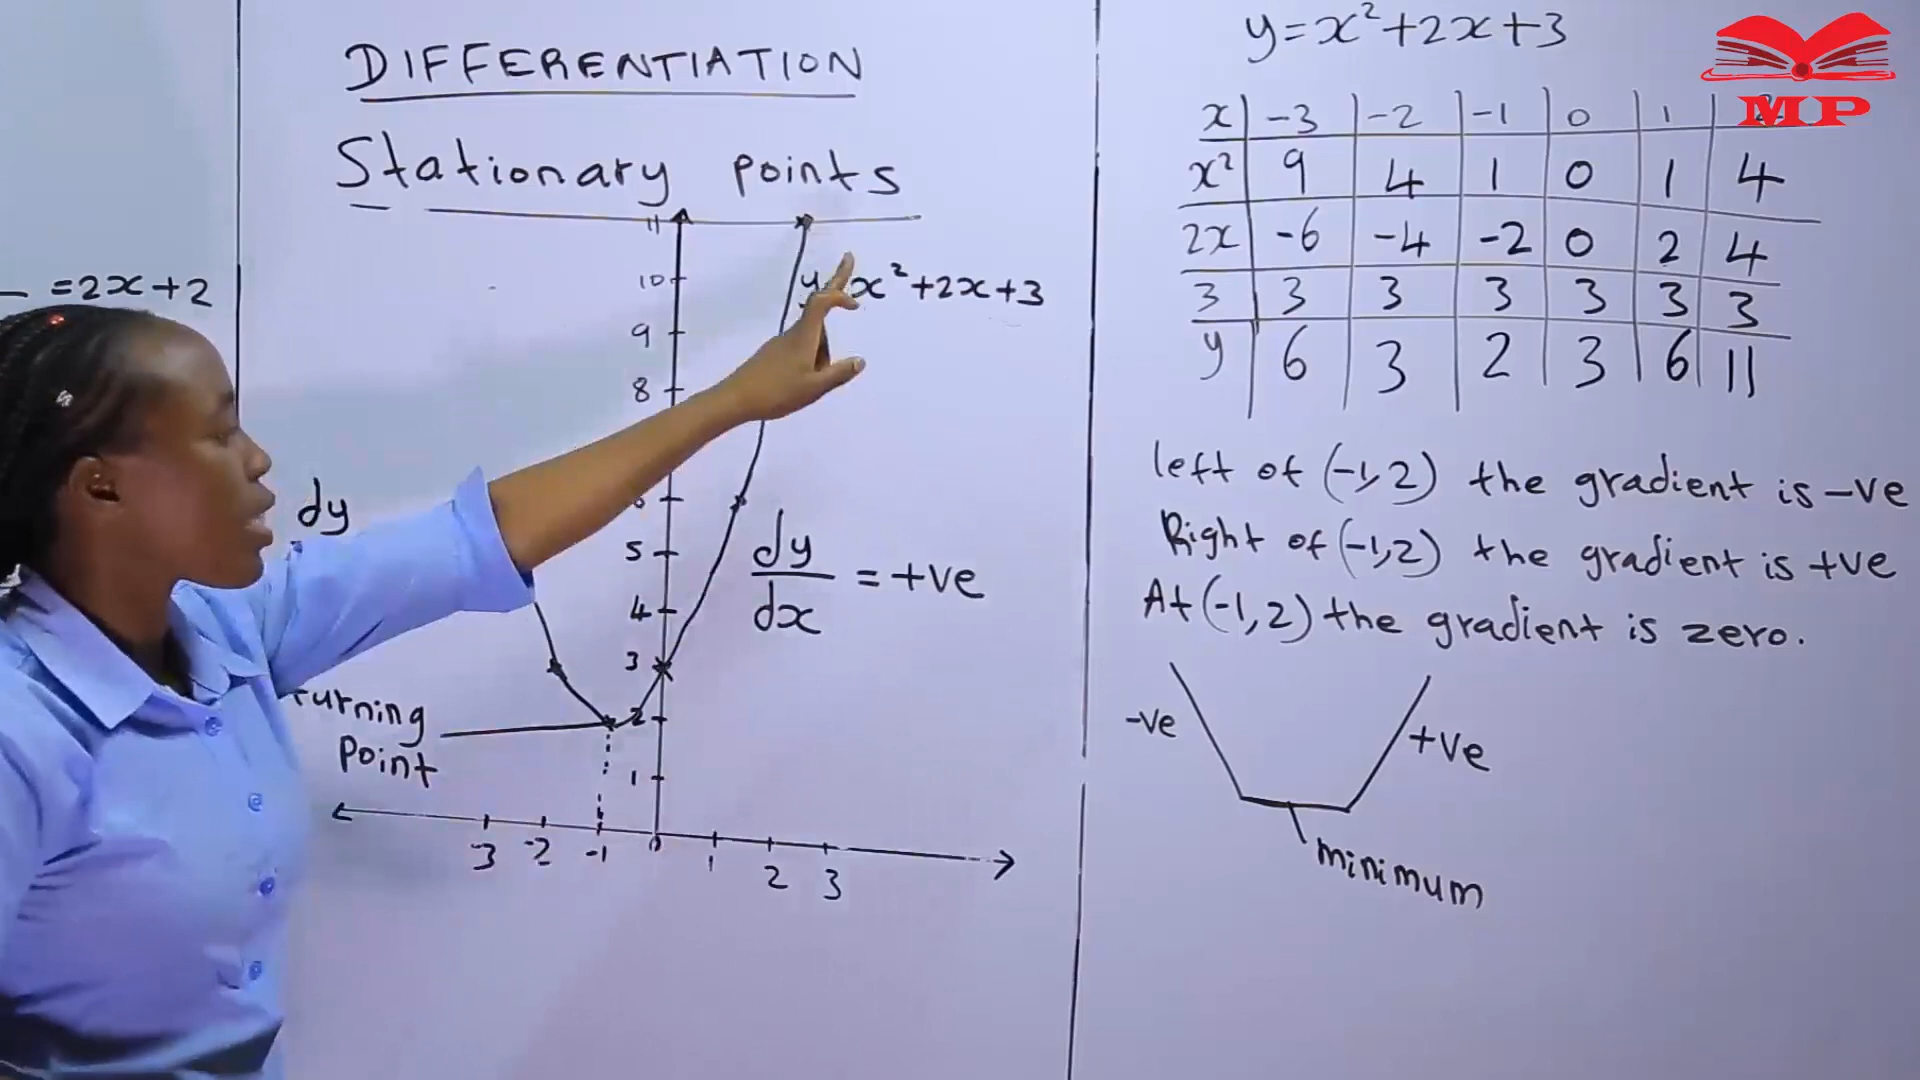 DIFFERENTIATION
Stationary points
= 2x + 2
11
10
y = x² + 2x + 3
9
8
dy
5
dy/dx = +ve
4
3
2
turning
point
1
-3 -2 -1 0 1 2 3
y = x² + 2x + 3
MP
x -3 -2 -1 0 1 2
x² 9 4 1 0 1 4
2x -6 -4 -2 0 2 4
3 3 3 3 3 3 3
y 6 3 2 3 6 11
left of (-1, 2) the gradient is -ve
Right of (-1, 2) the gradient is +ve
At (-1, 2) the gradient is zero.
-ve
+ve
minimum